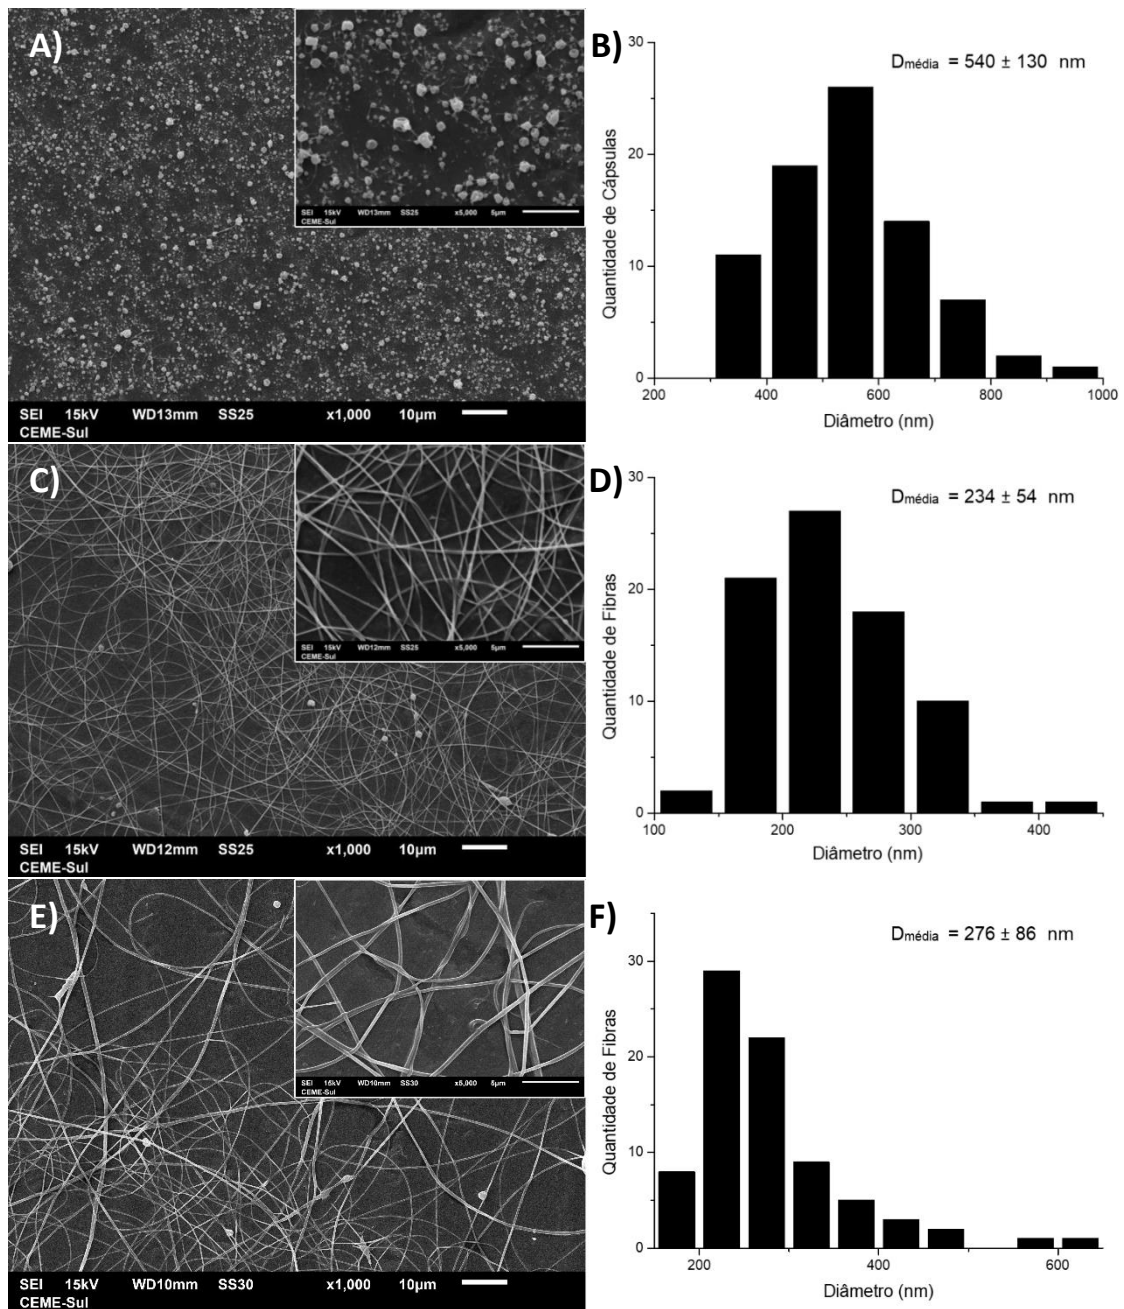 A)
SEI 15kV WD13mm SS25 x5,000 5µm
CEME-Sul
SEI 15kV WD13mm SS25 x1,000 10µm
CEME-Sul
B)
Dmédia = 540 ± 130 nm
Quantidade de Cápsulas
30
20
10
0
200 400 600 800 1000
Diâmetro (nm)
C)
SEI 15kV WD12mm SS25 x5,000 5µm
CEME-Sul
SEI 15kV WD12mm SS25 x1,000 10µm
CEME-Sul
D)
Dmédia = 234 ± 54 nm
Quantidade de Fibras
30
20
10
0
100 200 300 400
Diâmetro (nm)
E)
SEI 15kV WD10mm SS30 x5,000 5µm
CEME-Sul
SEI 15kV WD10mm SS30 x1,000 10µm
CEME-Sul
F)
Dmédia = 276 ± 86 nm
Quantidade de Fibras
30
20
10
0
200 400 600
Diâmetro (nm)